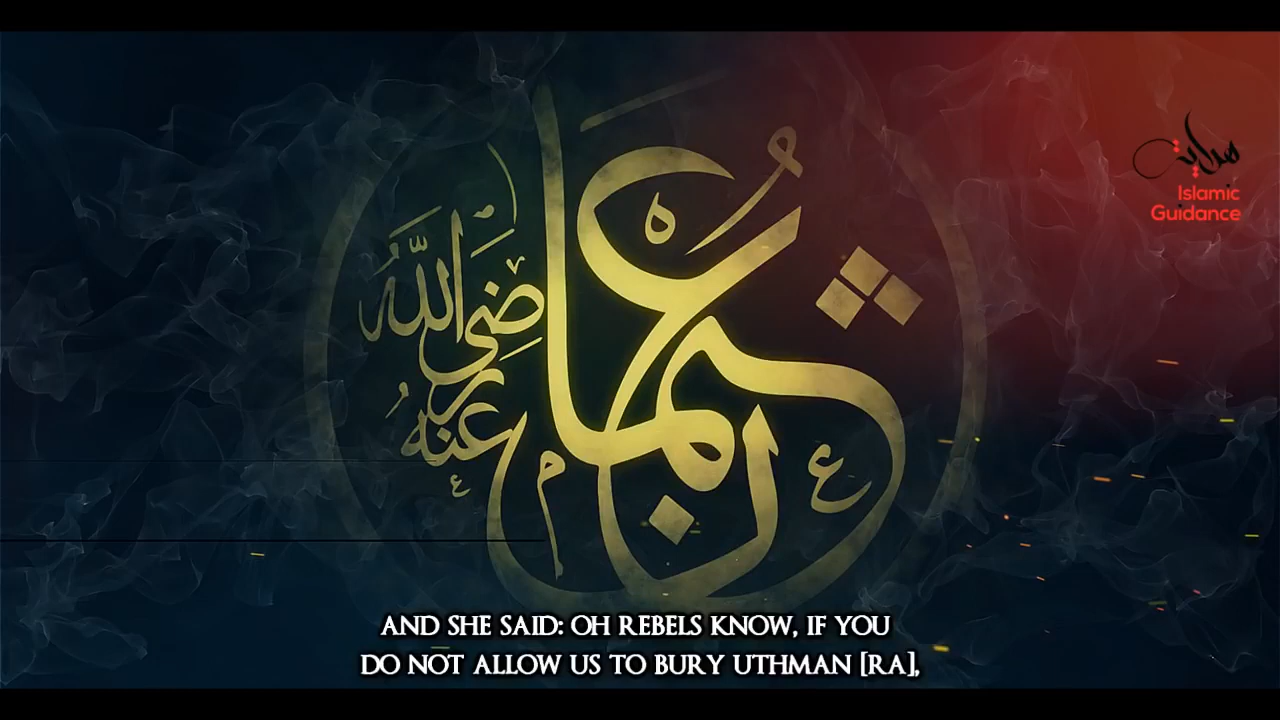 عثمان
رضي الله
عنه
هداية
Islamic
Guidance
AND SHE SAID: OH REBELS KNOW, IF YOU
DO NOT ALLOW US TO BURY UTHMAN [RA],